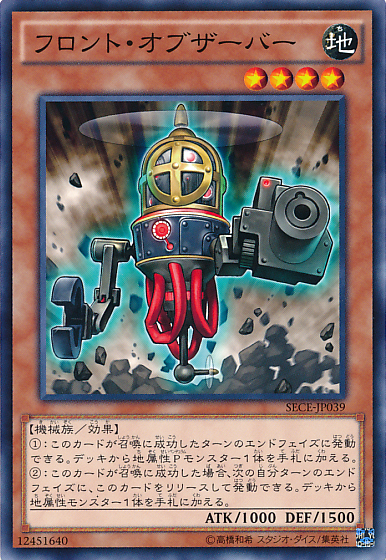 フロント・オブザーバー
地
SECE-JP039
【機械族/効果】
①:このカードが召喚に成功したターンのエンドフェイズに発動
できる。デッキから地属性Pモンスター1体を手札に加える。
②:このカードが召喚に成功した場合、次の自分ターンのエンド
フェイズに、このカードをリリースして発動できる。デッキから
地属性モンスター1体を手札に加える。
ATK/1000 DEF/1500
12451640
©高橋和希 スタジオ・ダイス/集英社